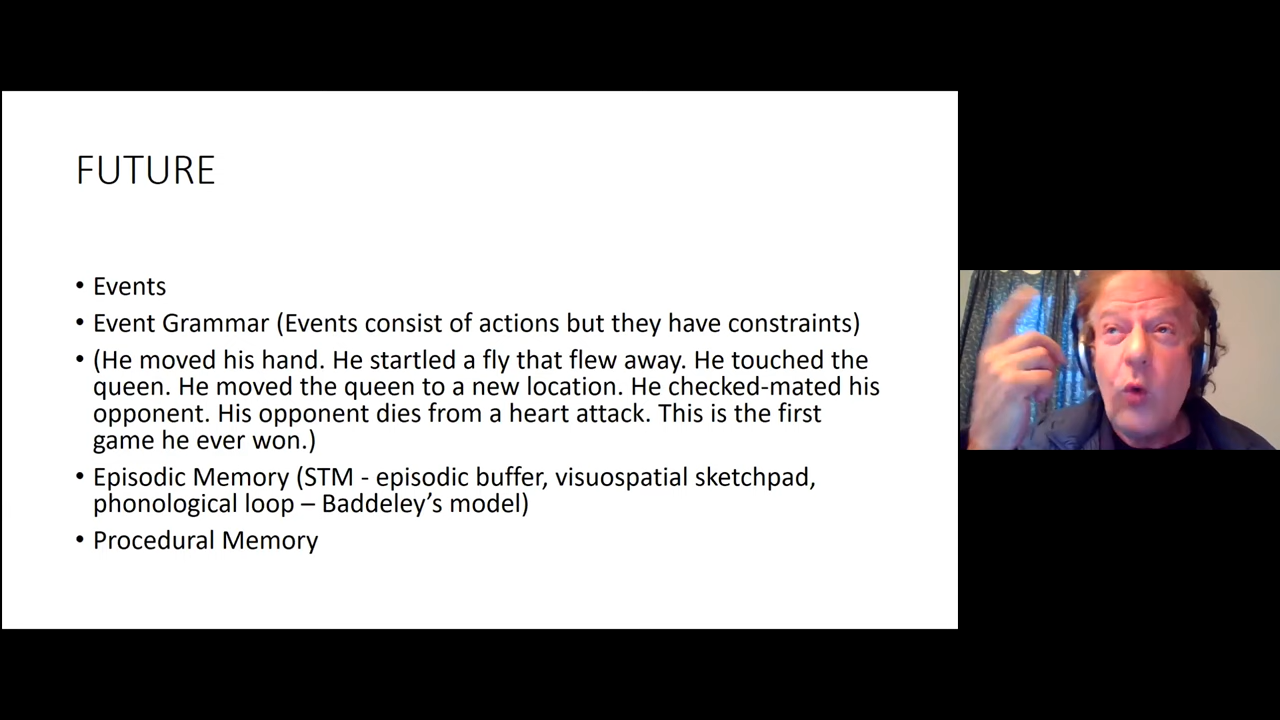 FUTURE
• Events
• Event Grammar (Events consist of actions but they have constraints)
• (He moved his hand. He startled a fly that flew away. He touched the
queen. He moved the queen to a new location. He checked-mated his
opponent. His opponent dies from a heart attack. This is the first
game he ever won.)
• Episodic Memory (STM - episodic buffer, visuospatial sketchpad,
phonological loop – Baddeley’s model)
• Procedural Memory